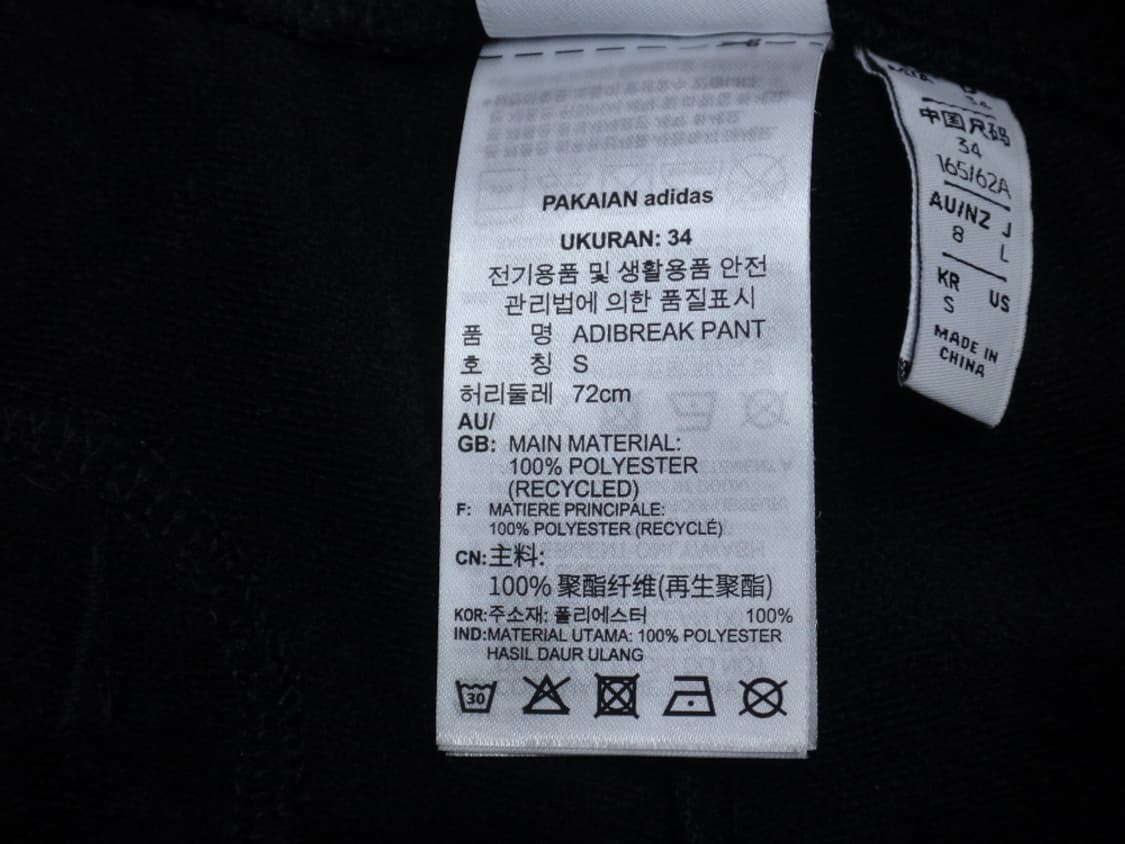 PAKAIAN adidas
UKURAN: 34
전기용품 및 생활용품 안전
관리법에 의한 품질표시
품 명 ADIBREAK PANT
호 칭 S
허리둘레 72cm
AU/
GB: MAIN MATERIAL:
100% POLYESTER
(RECYCLED)
F: MATIERE PRINCIPALE:
100% POLYESTER (RECYCLÉ)
CN:主料:
100% 聚酯纤维(再生聚酯)
KOR:주소재: 폴리에스터 100%
IND:MATERIAL UTAMA: 100% POLYESTER
HASIL DAUR ULANG
30
34
中国尺码
34
165/62A
AU/NZ J
8 L
KR US
S
MADE IN
CHINA